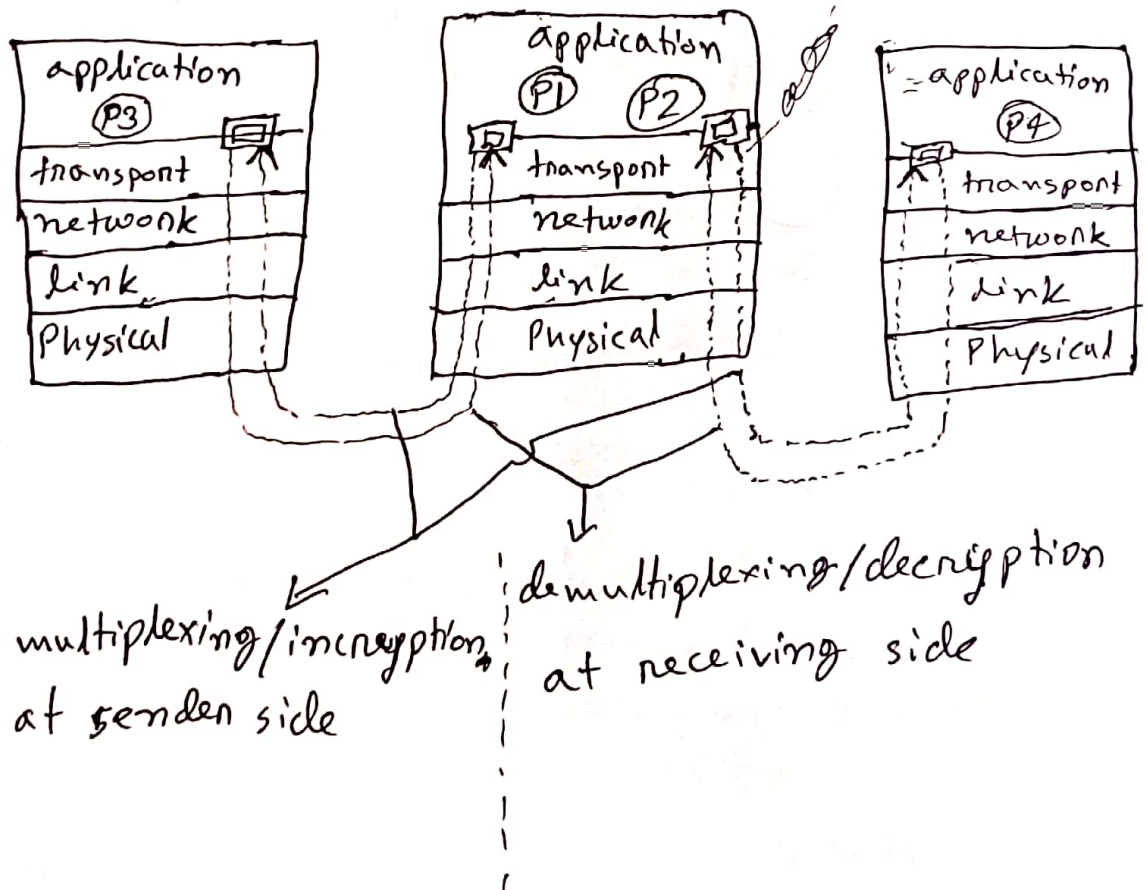 application
P3
transport
network
link
Physical
application
P1 P2
transport
network
link
Physical
application
P4
transport
network
link
Physical
multiplexing/incryption
at sender side
demultiplexing/decription
at receiving side